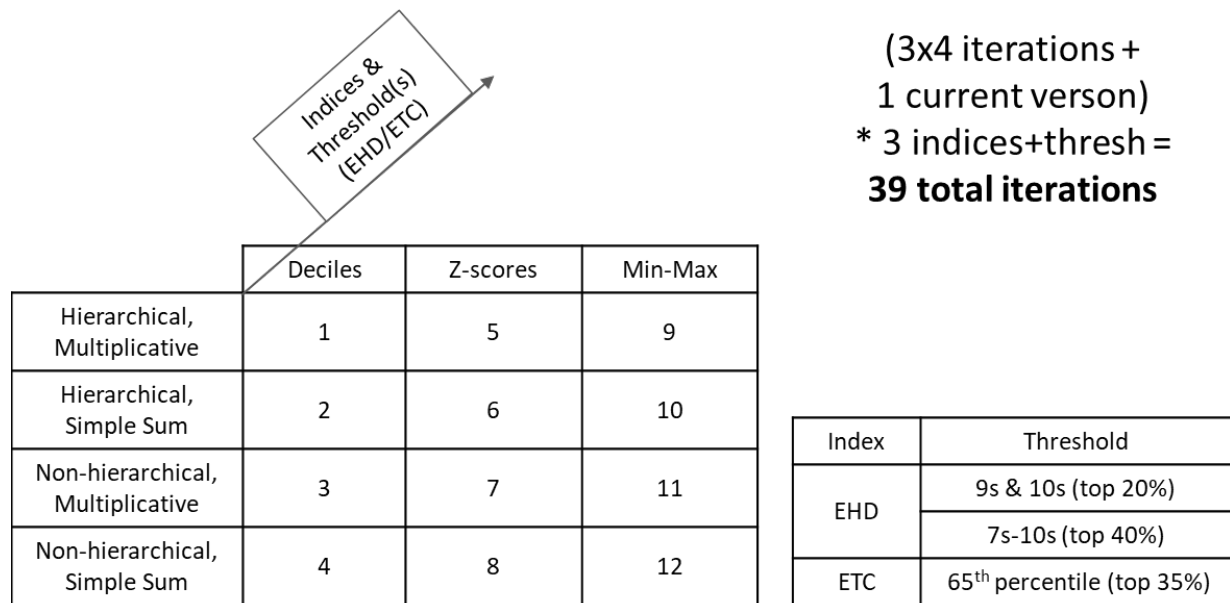 Indices &
Threshold(s)
(EHD/ETC)
(3x4 iterations +
1 current verson)
* 3 indices+thresh =
39 total iterations
Deciles Z-scores Min-Max
Hierarchical,
Multiplicative
1 5 9
Hierarchical,
Simple Sum
2 6 10
Non-hierarchical,
Multiplicative
3 7 11
Non-hierarchical,
Simple Sum
4 8 12
Index Threshold
EHD
9s & 10s (top 20%)
7s-10s (top 40%)
ETC 65th percentile (top 35%)